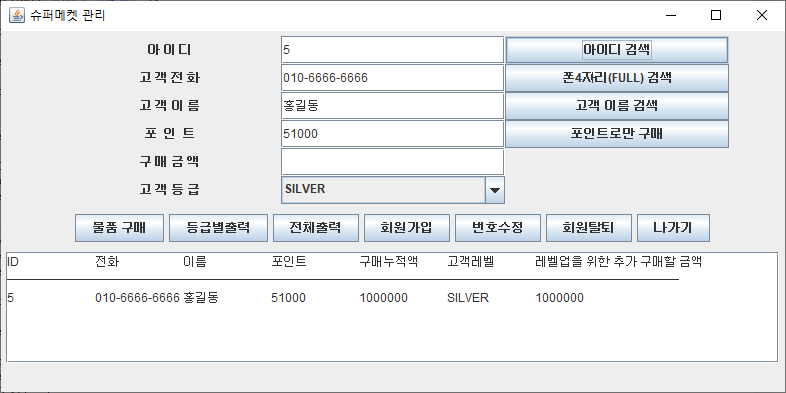 슈퍼메켓 관리
아 이 디 5 아이디 검색
고 객 전 화 010-6666-6666 폰4자리(FULL) 검색
고 객 이 름 홍길동 고객 이름 검색
포 인 트 51000 포인트로만 구매
구 매 금 액
고 객 등 급 SILVER
물품 구매 등급별출력 전체출력 회원가입 번호수정 회원탈퇴 나가기
ID 전화 이름 포인트 구매누적액 고객레벨 레벨업을 위한 추가 구매할 금액
5 010-6666-6666 홍길동 51000 1000000 SILVER 1000000